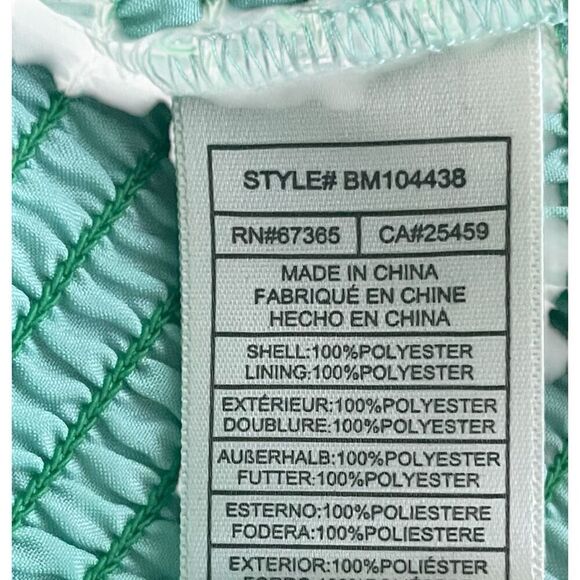 STYLE# BM104438
RN#67365 CA#25459
MADE IN CHINA
FABRIQUÉ EN CHINE
HECHO EN CHINA
SHELL:100%POLYESTER
LINING:100%POLYESTER
EXTÉRIEUR:100%POLYESTER
DOUBLURE:100%POLYESTER
AUßERHALB:100%POLYESTER
FUTTER:100%POLYESTER
ESTERNO:100%POLIESTERE
FODERA:100%POLIESTERE
EXTERIOR:100%POLIÉSTER